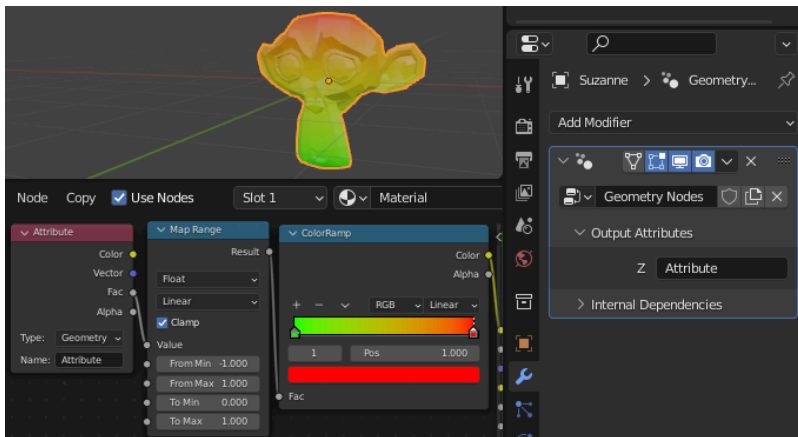 Suzanne > Geometry...
Add Modifier
Geometry Nodes
Output Attributes
Z Attribute
Internal Dependencies
Node Copy Use Nodes Slot 1 Material
Attribute
Color
Vector
Fac
Alpha
Type: Geometry
Name: Attribute
Map Range
Result
Float
Linear
Clamp
Value
From Min -1.000
From Max 1.000
To Min 0.000
To Max 1.000
ColorRamp
Color
Alpha
+ − RGB Linear
1 Pos 1.000
Fac